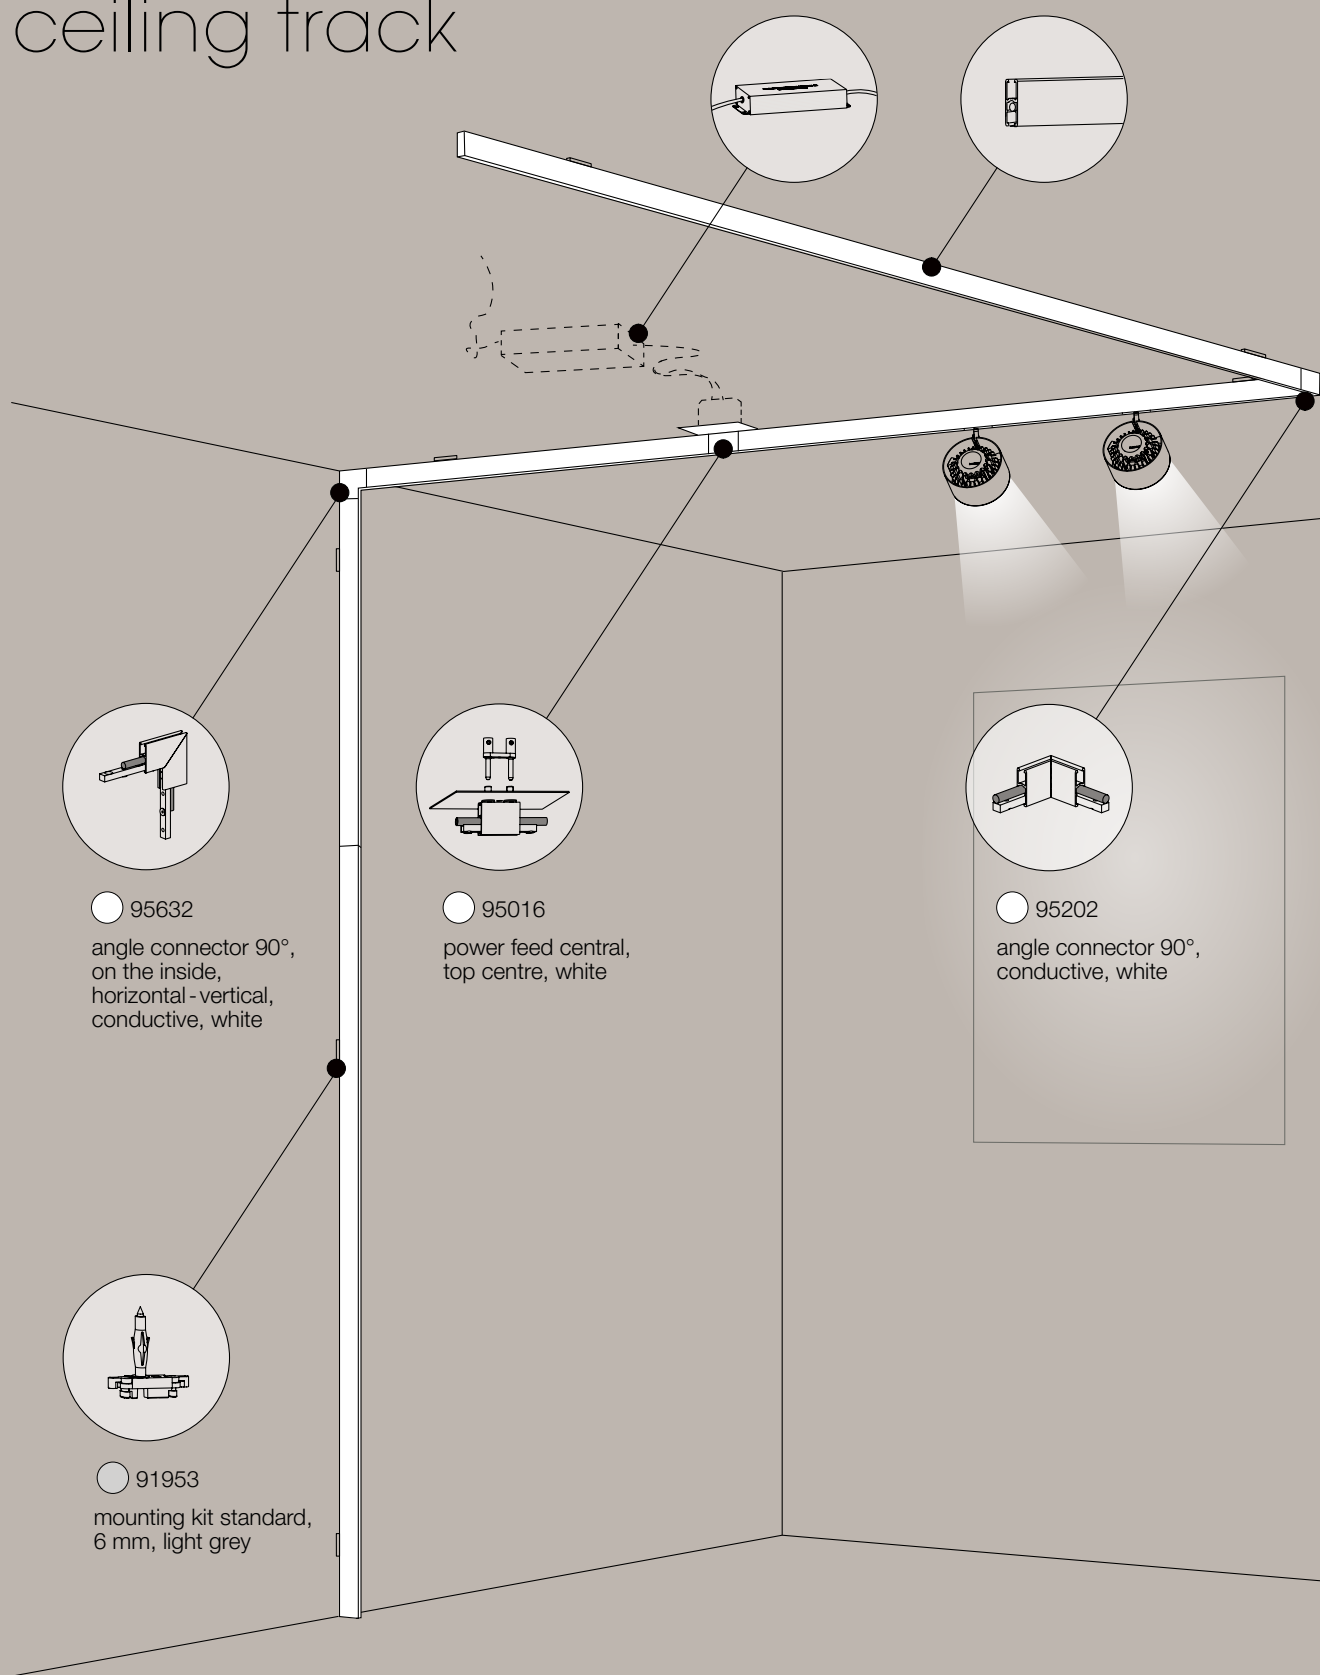 ceiling track
95632
angle connector 90°,
on the inside,
horizontal - vertical,
conductive, white
95016
power feed central,
top centre, white
95202
angle connector 90°,
conductive, white
91953
mounting kit standard,
6 mm, light grey